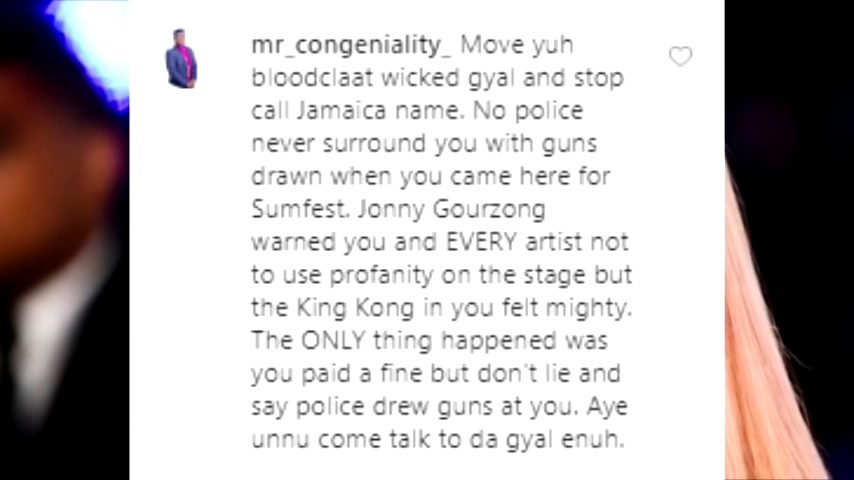 mr_congeniality_ Move yuh
bloodclaat wicked gyal and stop
call Jamaica name. No police
never surround you with guns
drawn when you came here for
Sumfest. Jonny Gourzong
warned you and EVERY artist not
to use profanity on the stage but
the King Kong in you felt mighty.
The ONLY thing happened was
you paid a fine but don't lie and
say police drew guns at you. Aye
unnu come talk to da gyal enuh.